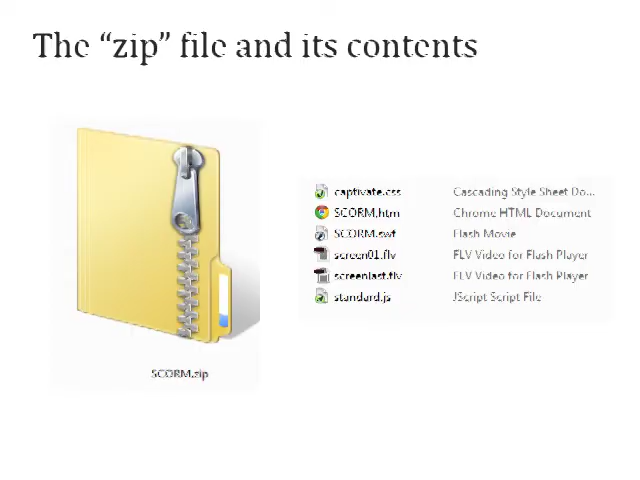 The “zip” file and its contents
captivate.css Cascading Style Sheet Do...
SCORM.htm Chrome HTML Document
SCORM.swf Flash Movie
screen01.flv FLV Video for Flash Player
screenlast.flv FLV Video for Flash Player
standard.js JScript Script File
SCORM.zip